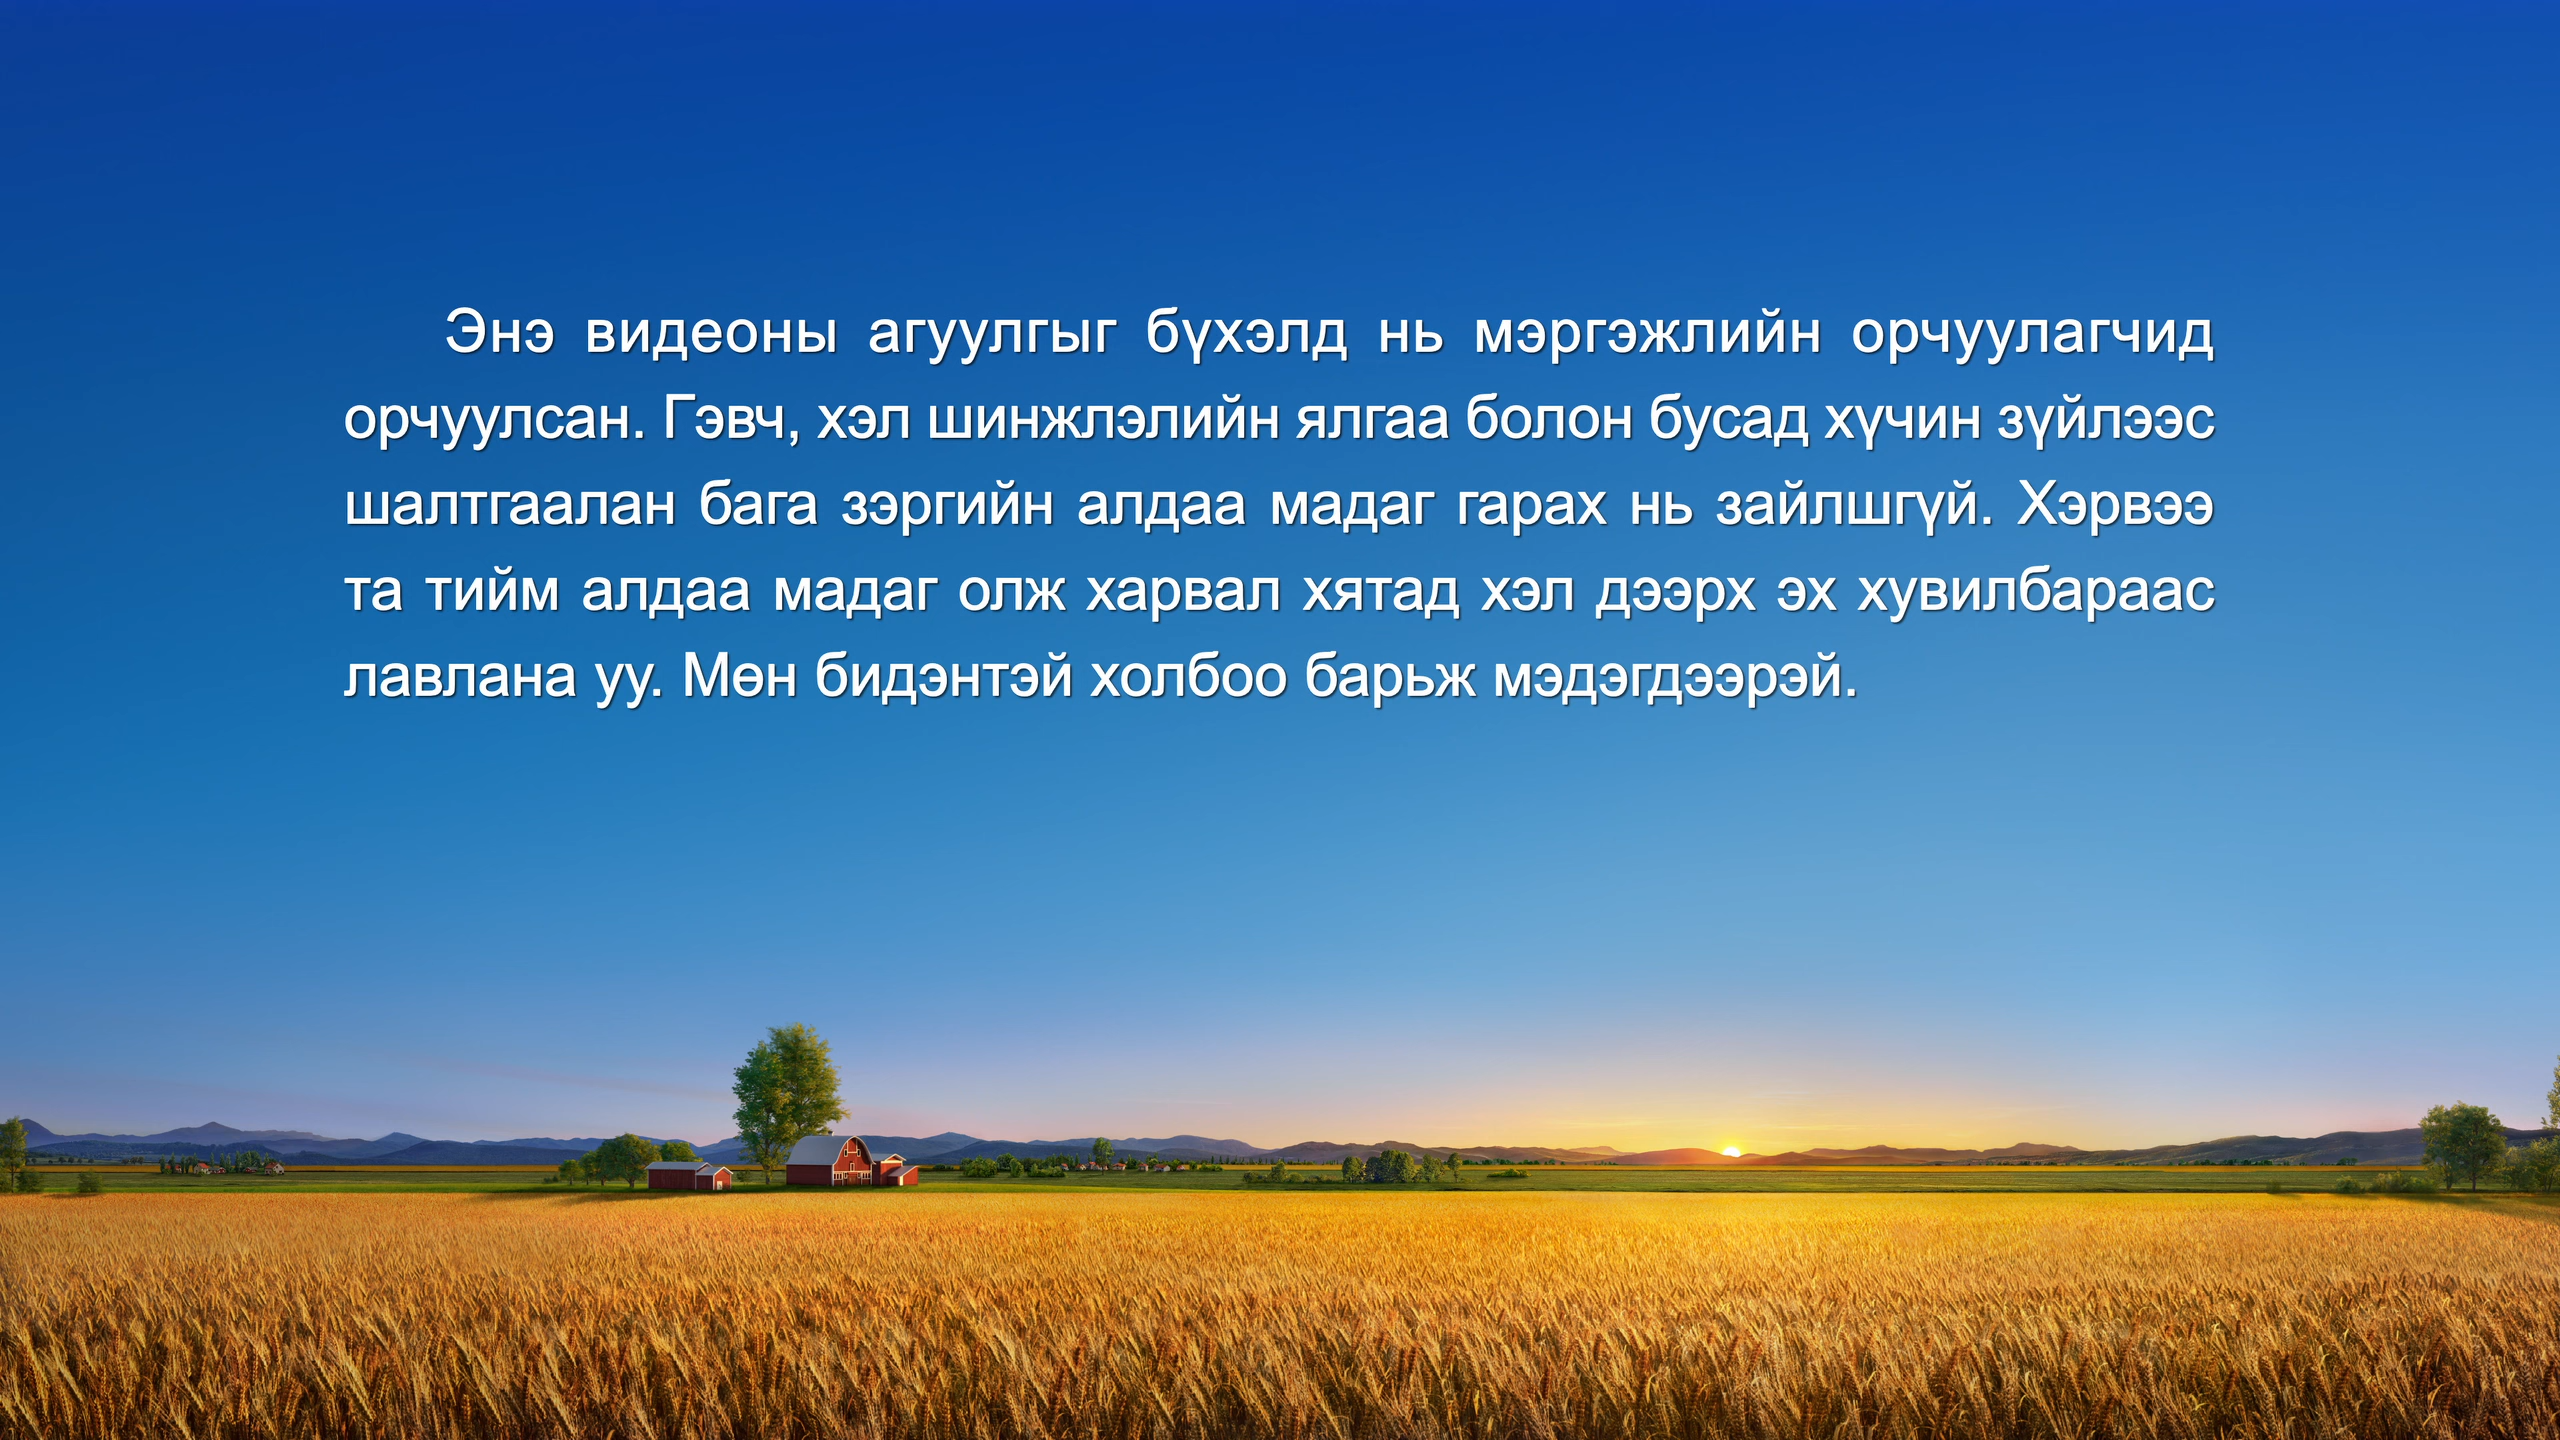 Энэ видеоны агуулгыг бүхэлд нь мэргэжлийн орчуулагчид
орчуулсан. Гэвч, хэл шинжлэлийн ялгаа болон бусад хүчин зүйлээс
шалтгаалан бага зэргийн алдаа мадаг гарах нь зайлшгүй. Хэрвээ
та тийм алдаа мадаг олж харвал хятад хэл дээрх эх хувилбараас
лавлана уу. Мөн бидэнтэй холбоо барьж мэдэгдээрэй.